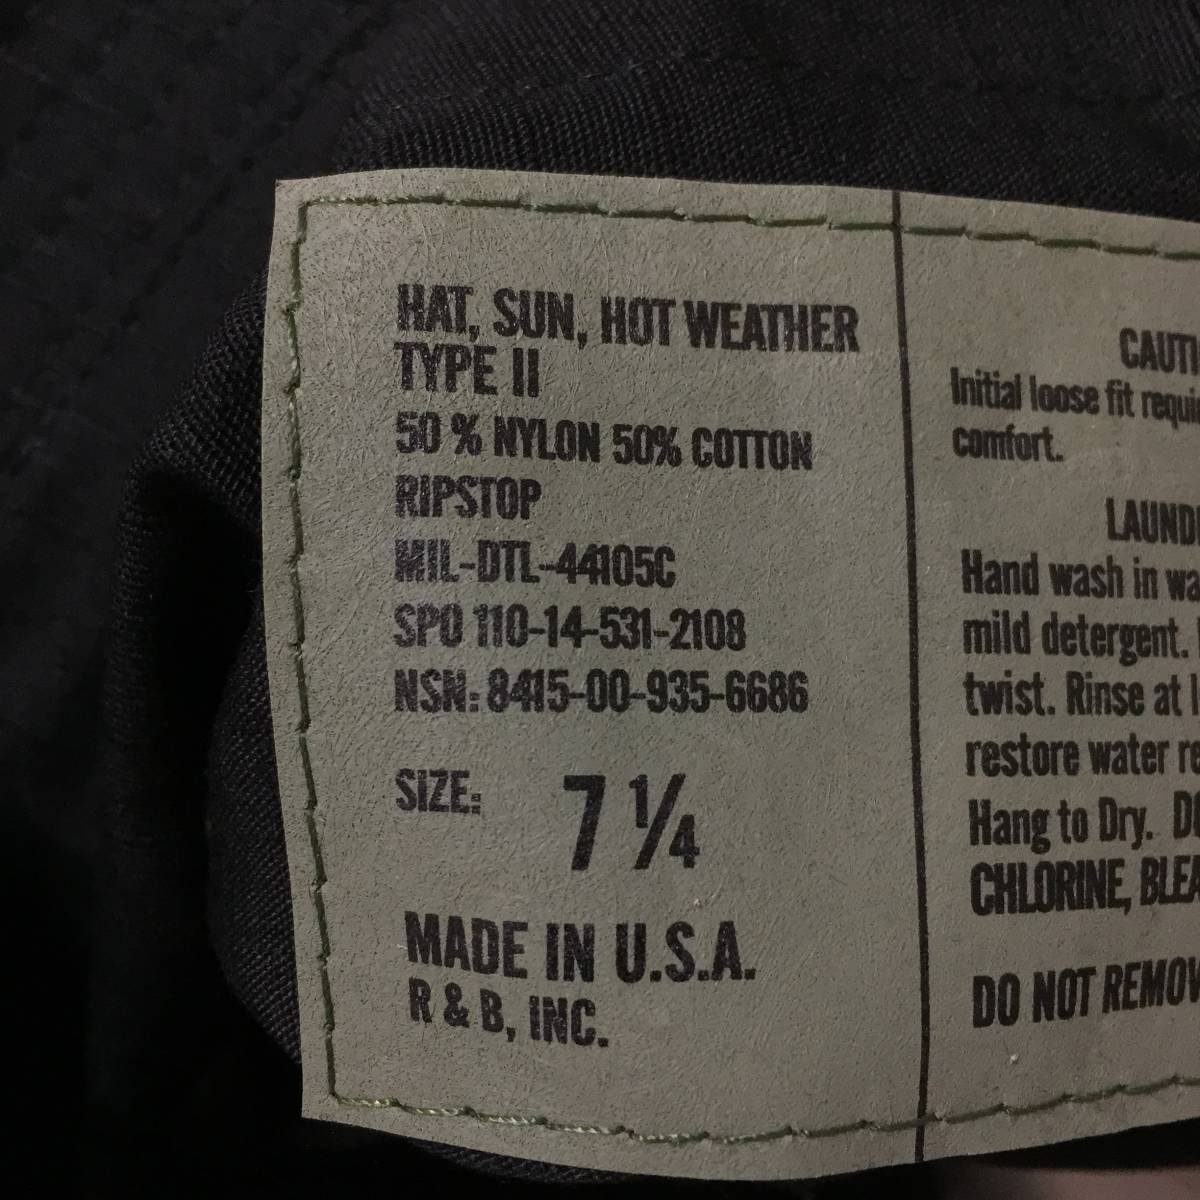 HAT, SUN, HOT WEATHER
TYPE II
50 % NYLON 50% COTTON
RIPSTOP
MIL-DTL-44105C
SPO 110-14-531-2108
NSN: 8415-00-935-6686
SIZE: 7 1/4
MADE IN U.S.A.
R & B, INC.
Initial loose fit
comfort.
Hand wash in
mild detergent.
twist. Rinse at
restore water
Hang to Dry.
CHLORINE,
DO NOT